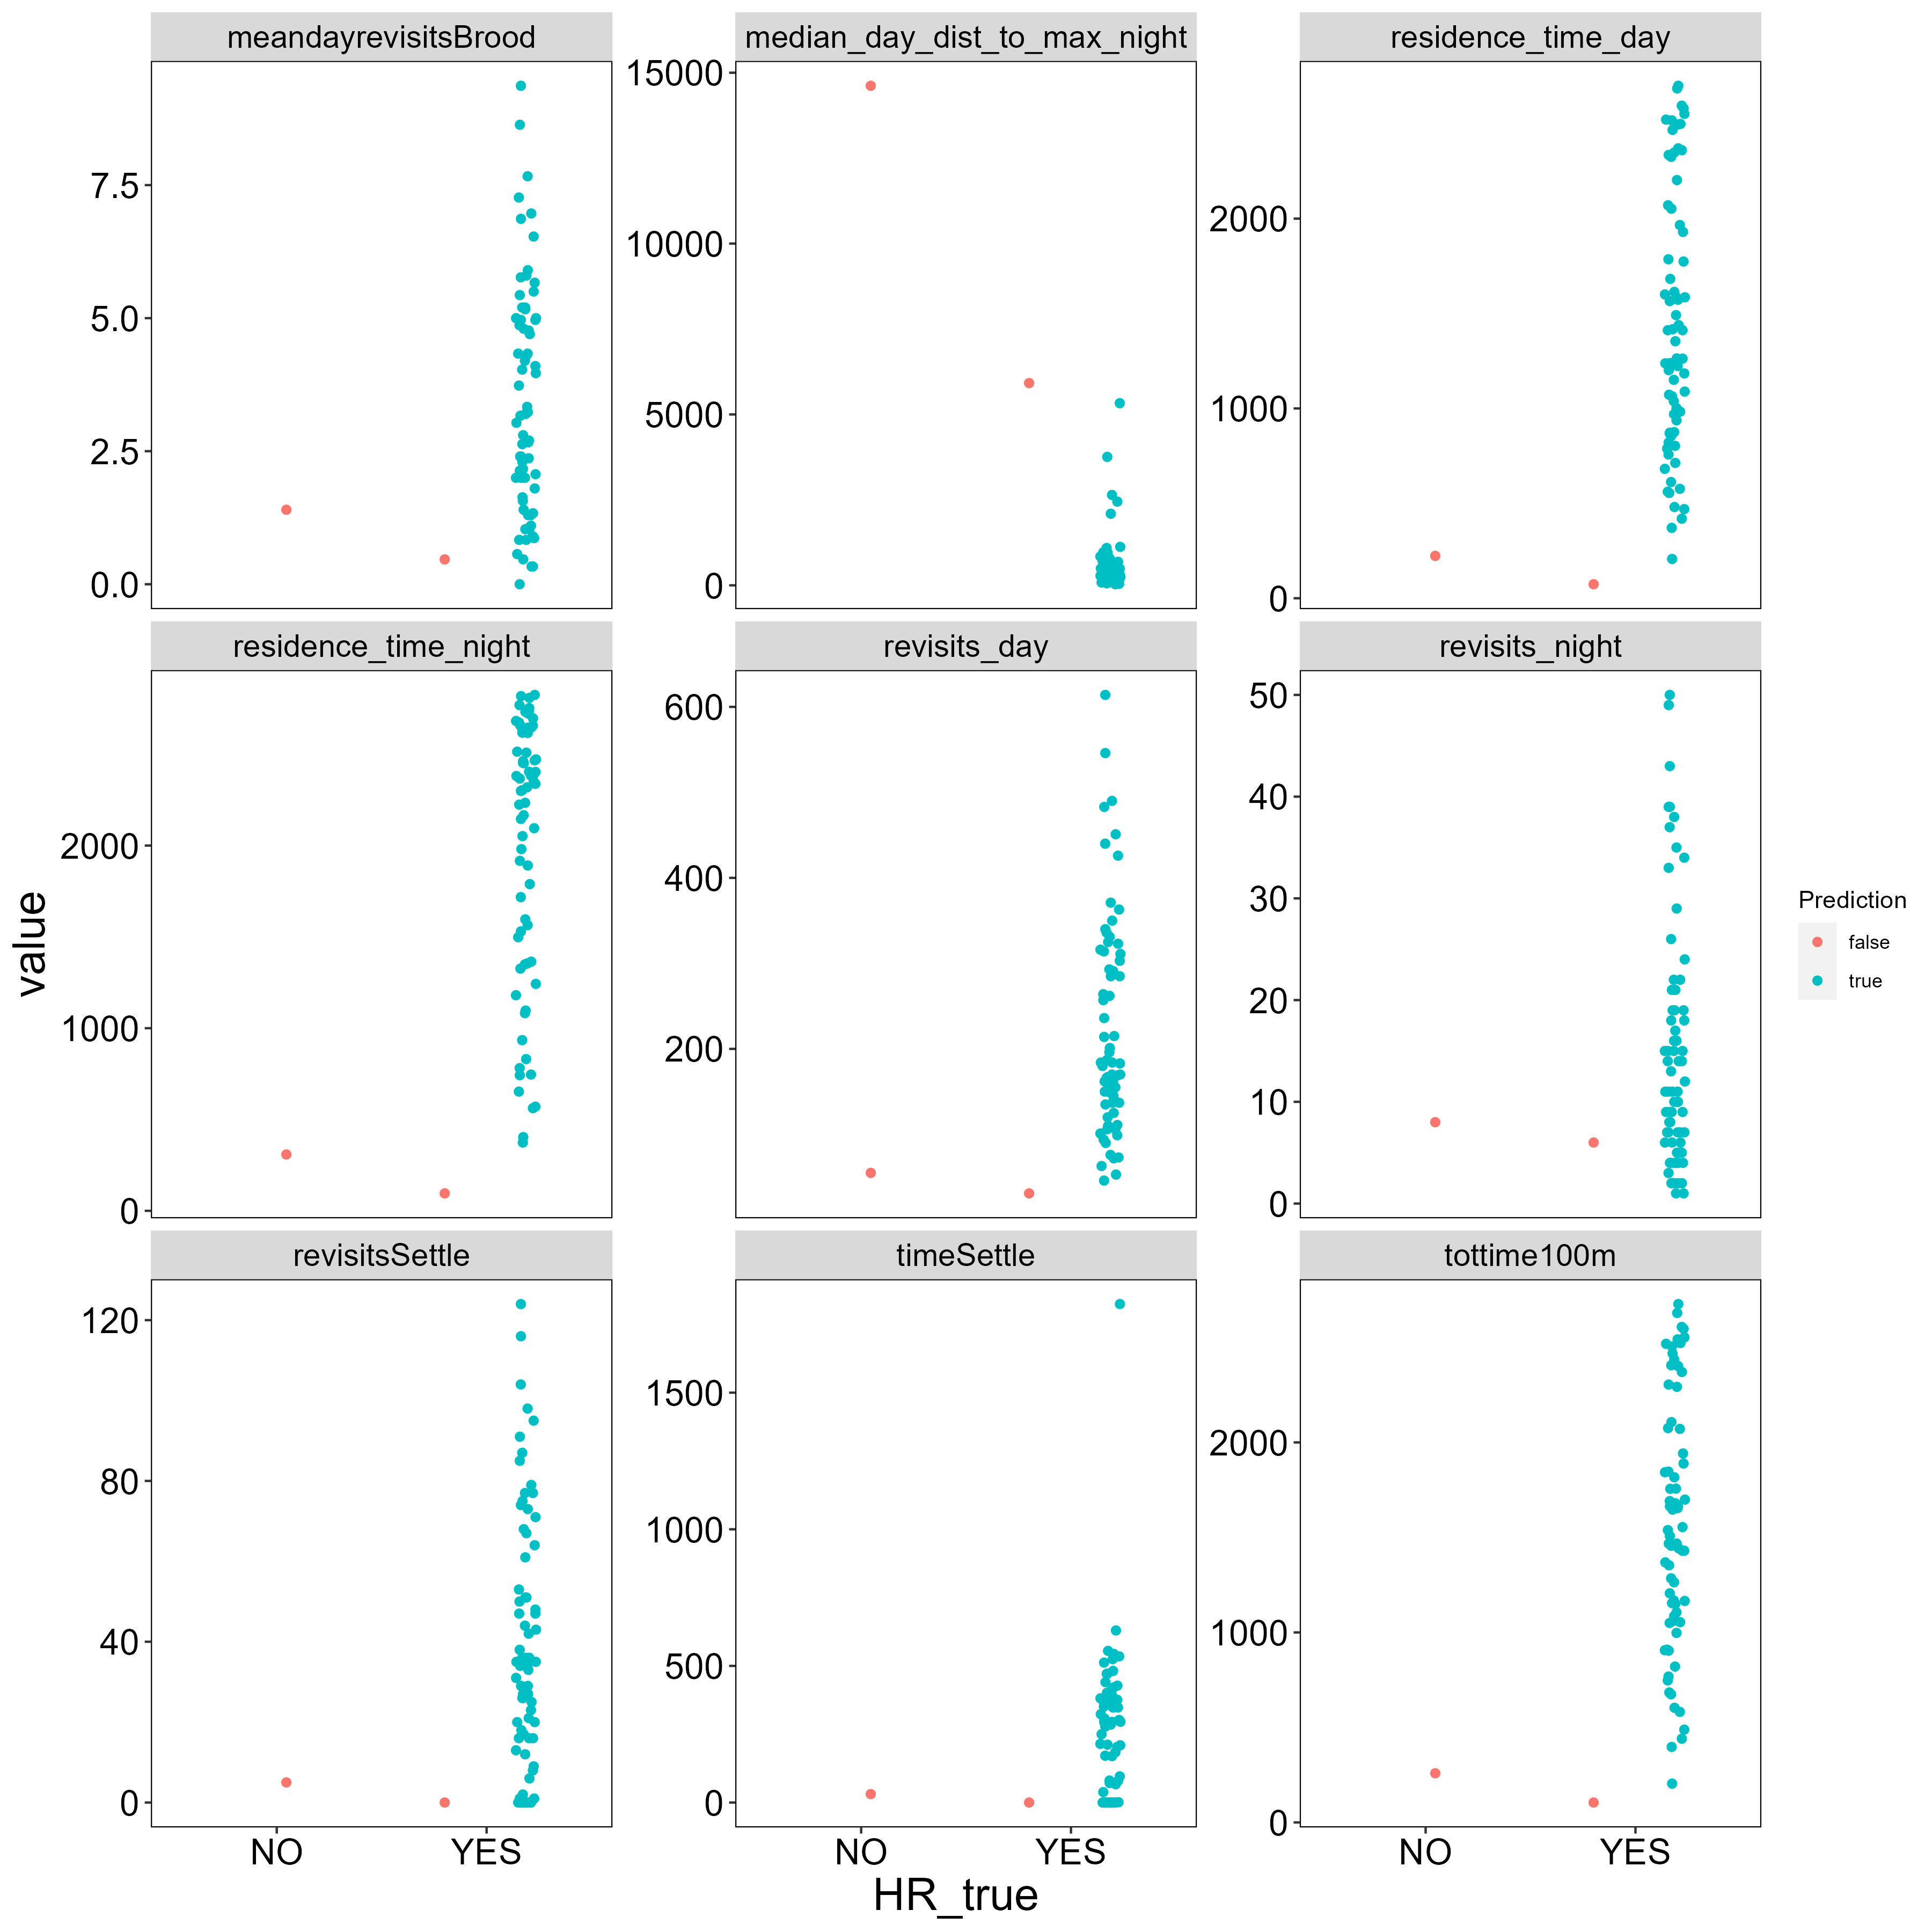 meandayrevisitsBrood
median_day_dist_to_max_night
residence_time_day
7.5
5.0
2.5
0.0
15000
10000
5000
0
2000
1000
0
residence_time_night
revisits_day
revisits_night
2000
1000
0
600
400
200
50
40
30
20
10
0
revisitsSettle
timeSettle
tottime100m
120
80
40
0
1500
1000
500
0
2000
1000
0
NO
YES
NO
YES
NO
YES
HR_true
value
Prediction
false
true